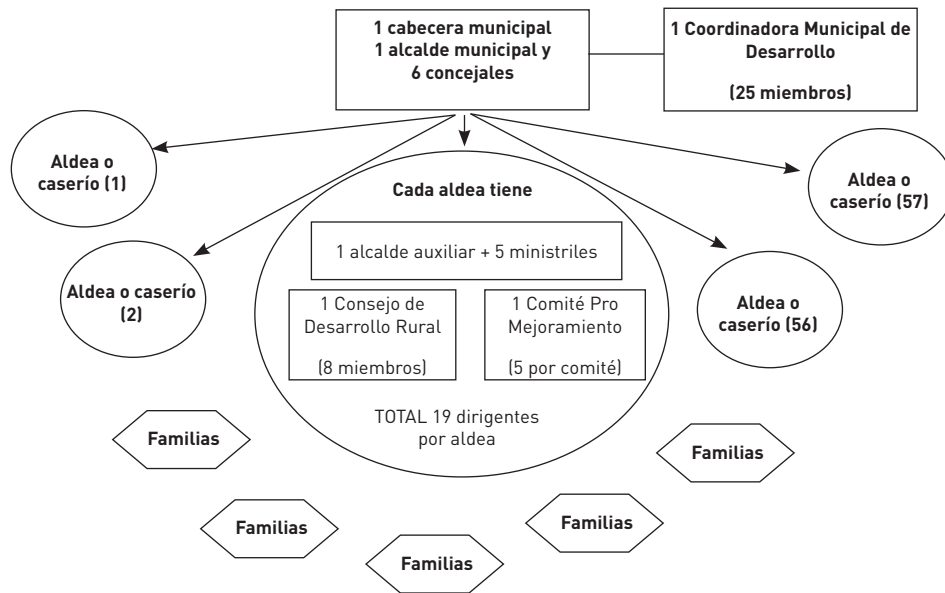 1 cabecera municipal
1 alcalde municipal y
6 concejales
1 Coordinadora Municipal de
Desarrollo
(25 miembros)
Aldea o
caserío (1)
Cada aldea tiene
Aldea o
caserío (57)
1 alcalde auxiliar + 5 ministriles
Aldea o caserío
(2)
1 Consejo de
Desarrollo Rural
(8 miembros)
1 Comité Pro
Mejoramiento
(5 por comité)
Aldea o
caserío (56)
TOTAL 19 dirigentes
por aldea
Familias
Familias
Familias
Familias
Familias